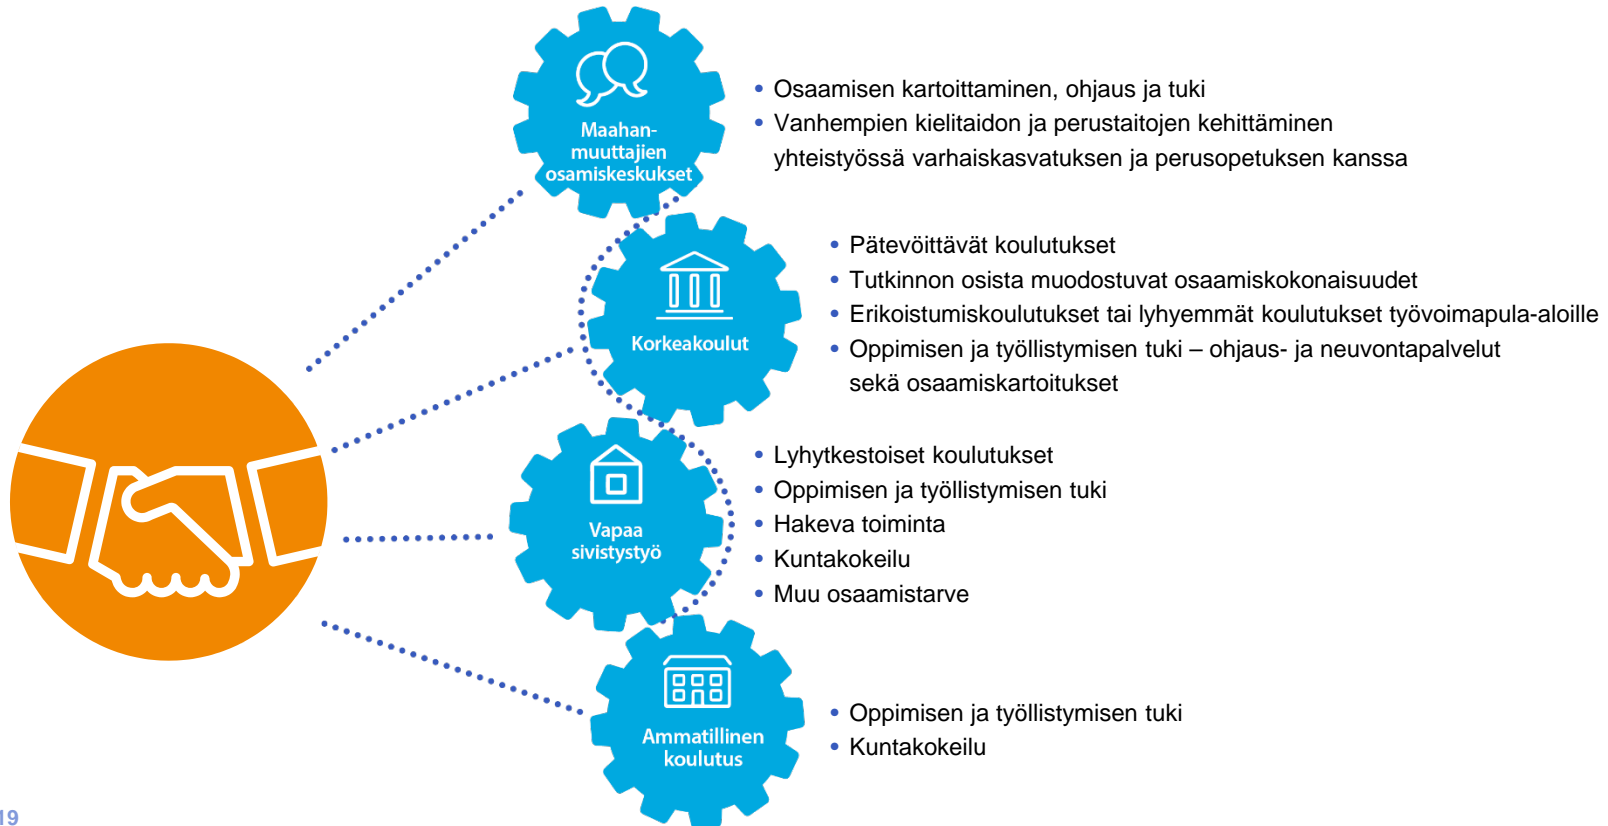 Maahan-
muuttajien
osamiskeskukset
• Osaamisen kartoittaminen, ohjaus ja tuki
• Vanhempien kielitaidon ja perustaitojen kehittäminen
yhteistyössä varhaiskasvatuksen ja perusopetuksen kanssa
Korkeakoulut
• Pätevöittävät koulutukset
• Tutkinnon osista muodostuvat osaamiskokonaisuudet
• Erikoistumiskoulutukset tai lyhyemmät koulutukset työvoimapula-aloille
• Oppimisen ja työllistymisen tuki – ohjaus- ja neuvontapalvelut
sekä osaamiskartoitukset
Vapaa
sivistystyö
• Lyhytkestoiset koulutukset
• Oppimisen ja työllistymisen tuki
• Hakeva toiminta
• Kuntakokeilu
• Muu osaamistarve
Ammatillinen
koulutus
• Oppimisen ja työllistymisen tuki
• Kuntakokeilu
19